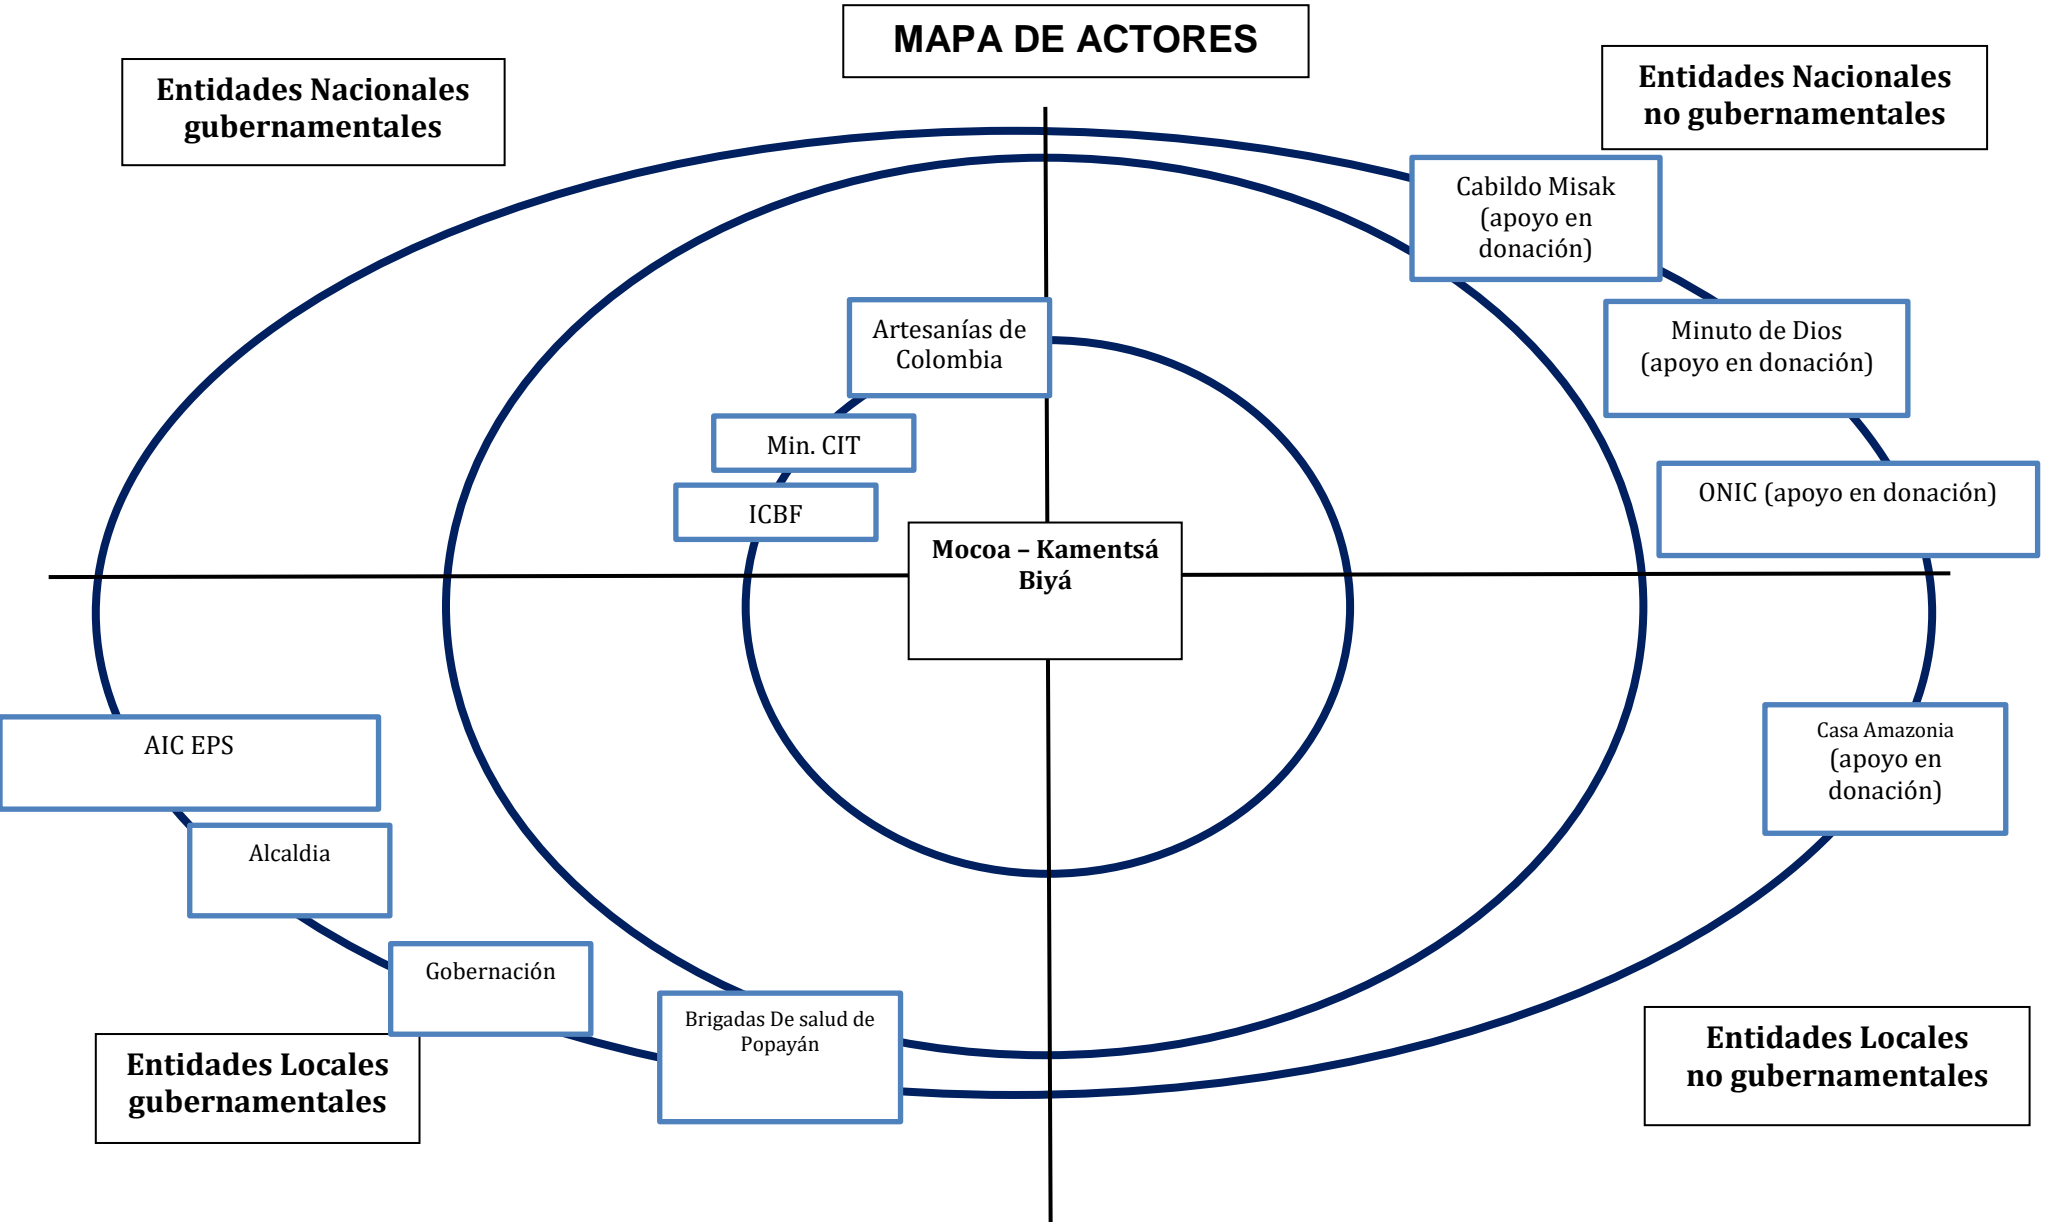 MAPA DE ACTORES
Entidades Nacionales
gubernamentales
Entidades Nacionales
no gubernamentales
Cabildo Misak
(apoyo en
donación)
Artesanías de
Colombia
Minuto de Dios
(apoyo en donación)
Min. CIT
ICBF
ONIC (apoyo en donación)
Mocoa – Kamentsá
Biyá
AIC EPS
Casa Amazonia
(apoyo en
donación)
Alcaldia
Gobernación
Brigadas De salud de
Popayán
Entidades Locales
gubernamentales
Entidades Locales
no gubernamentales